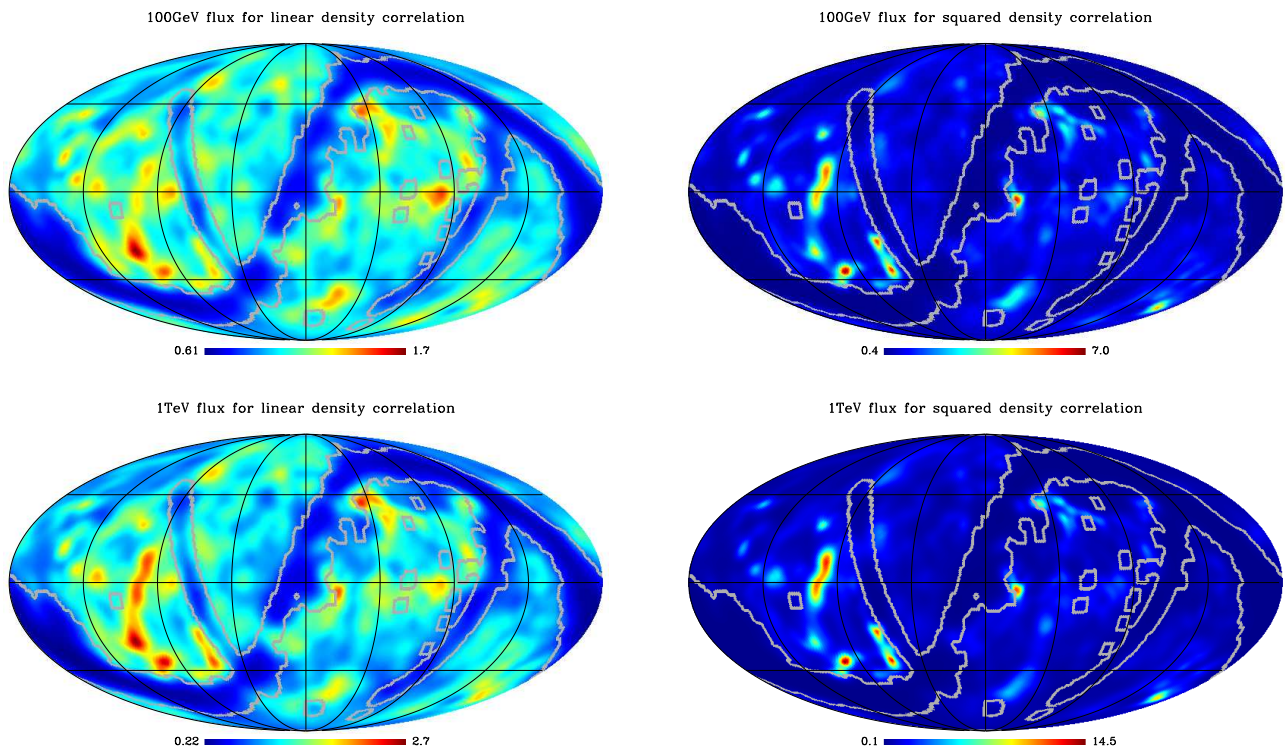 100GeV flux for linear density correlation
100GeV flux for squared density correlation
0.61 1.7
0.4 7.0
1TeV flux for linear density correlation
1TeV flux for squared density correlation
0.22 2.7
0.1 14.5